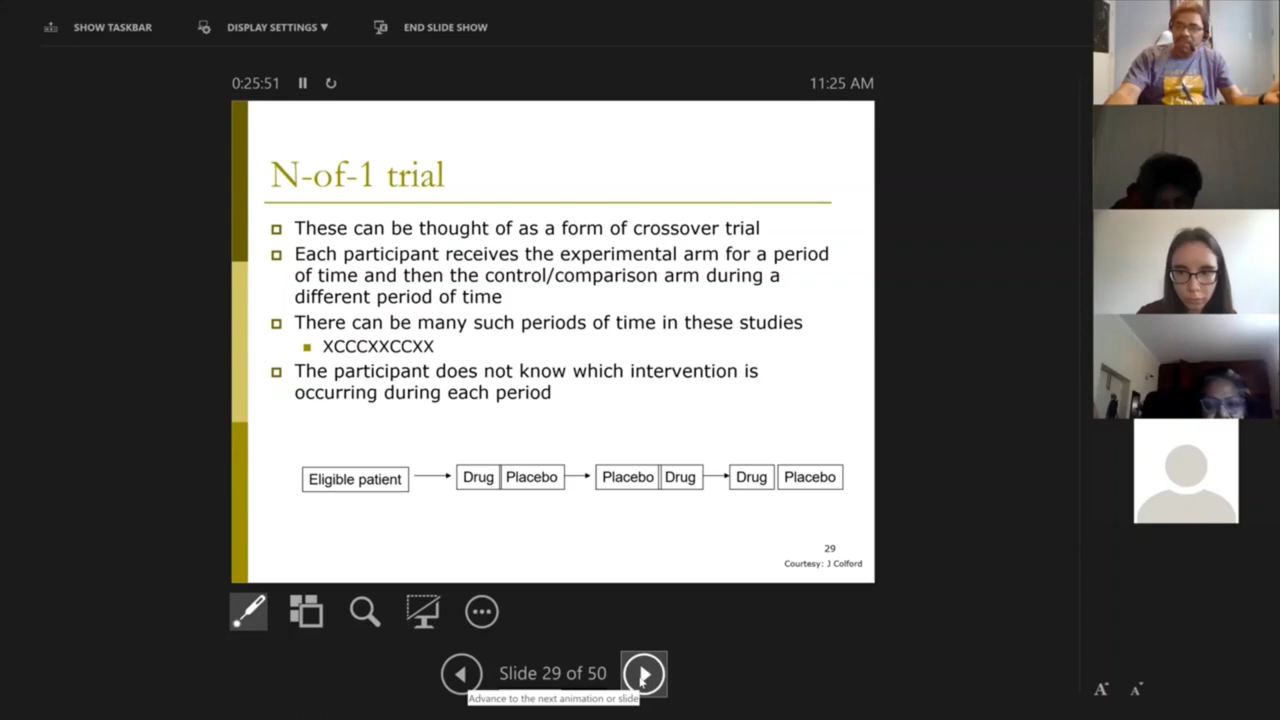 SHOW TASKBAR
DISPLAY SETTINGS ▼
END SLIDE SHOW
0:25:51
11:25 AM
N-of-1 trial
These can be thought of as a form of crossover trial
Each participant receives the experimental arm for a period
of time and then the control/comparison arm during a
different period of time
There can be many such periods of time in these studies
XCCCXXCCXX
The participant does not know which intervention is
occurring during each period
Eligible patient
Drug Placebo
Placebo Drug
Drug Placebo
29
Courtesy: J Colford
Slide 29 of 50
Advance to the next animation or slide
A A